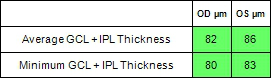 OD µm OS µm
Average GCL + IPL Thickness 82 86
Minimum GCL + IPL Thickness 80 83